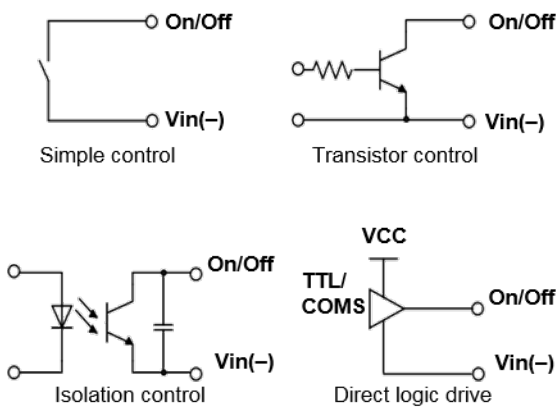 On/Off
Vin(–)
Simple control
On/Off
Vin(–)
Transistor control
On/Off
Vin(–)
Isolation control
VCC
TTL/
COMS
On/Off
Vin(–)
Direct logic drive